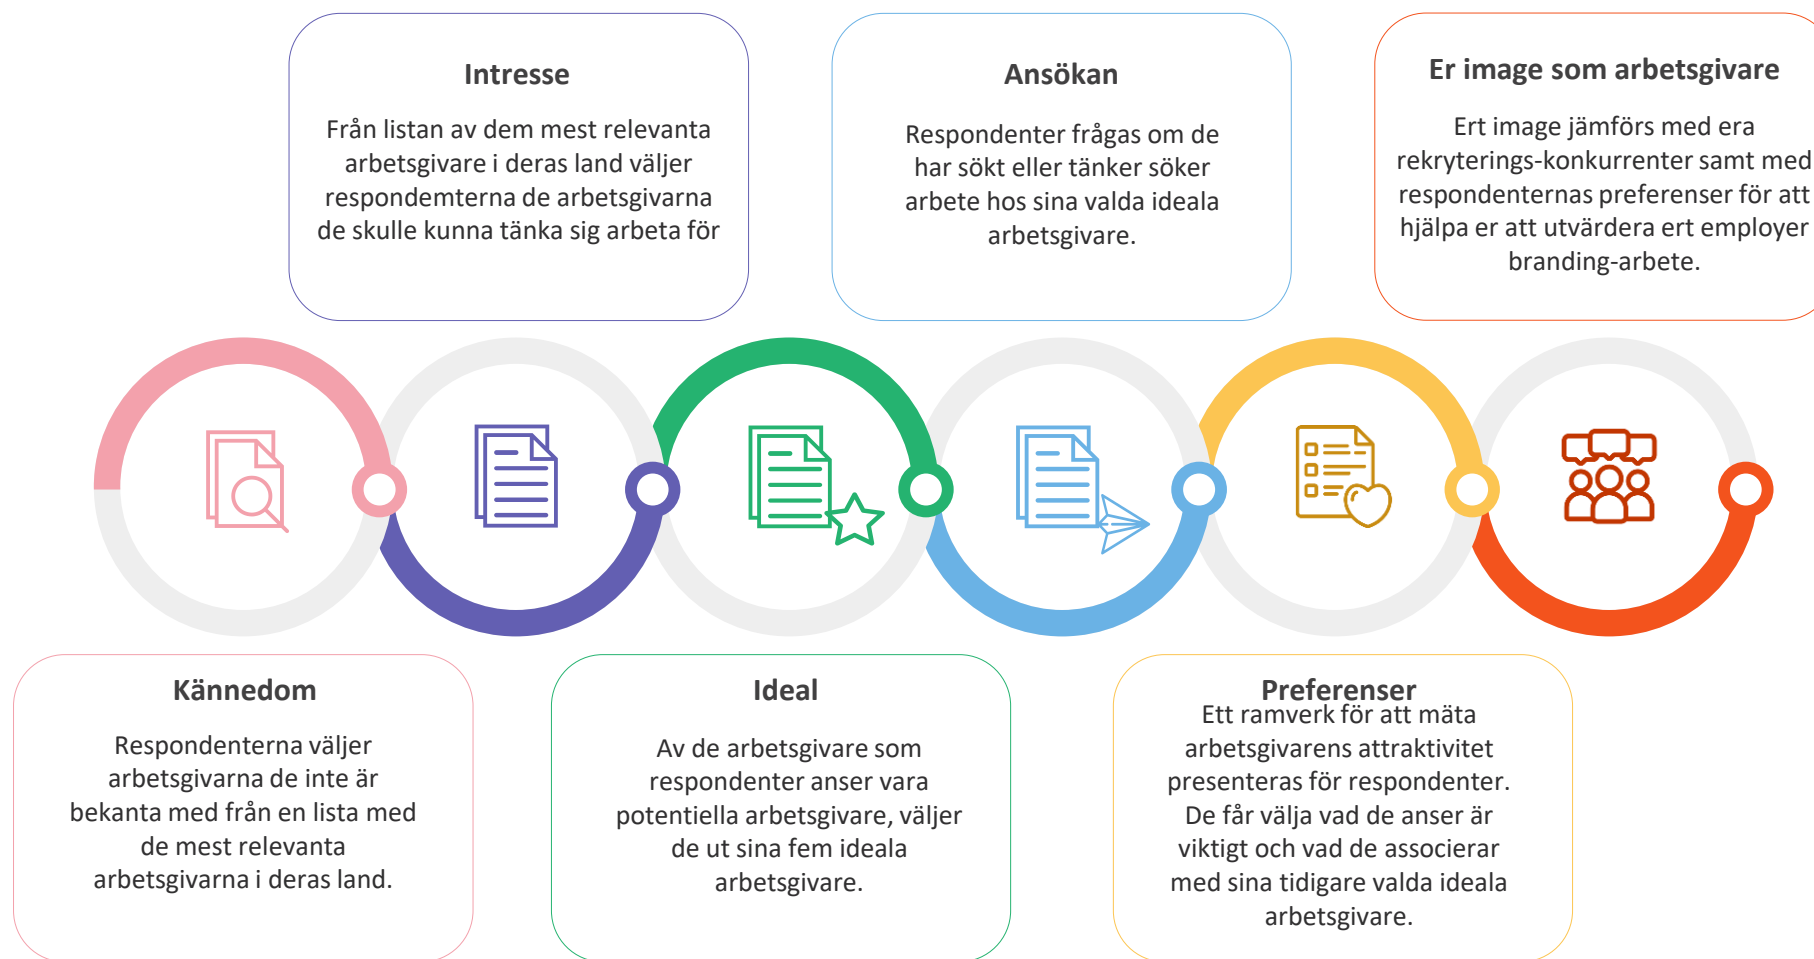 Intresse
Från listan av dem mest relevanta
arbetsgivare i deras land väljer
respondemterna de arbetsgivarna
de skulle kunna tänka sig arbeta för
Ansökan
Respondenter frågas om de
har sökt eller tänker söker
arbete hos sina valda ideala
arbetsgivare.
Er image som arbetsgivare
Ert image jämförs med era
rekryterings-konkurrenter samt med
respondenternas preferenser för att
hjälpa er att utvärdera ert employer
branding-arbete.
Kännedom
Respondenterna väljer
arbetsgivarna de inte är
bekanta med från en lista med
de mest relevanta
arbetsgivarna i deras land.
Ideal
Av de arbetsgivare som
respondenter anser vara
potentiella arbetsgivare, väljer
de ut sina fem ideala
arbetsgivare.
Preferenser
Ett ramverk för att mäta
arbetsgivarens attraktivitet
presenteras för respondenter.
De får välja vad de anser är
viktigt och vad de associerar
med sina tidigare valda ideala
arbetsgivare.